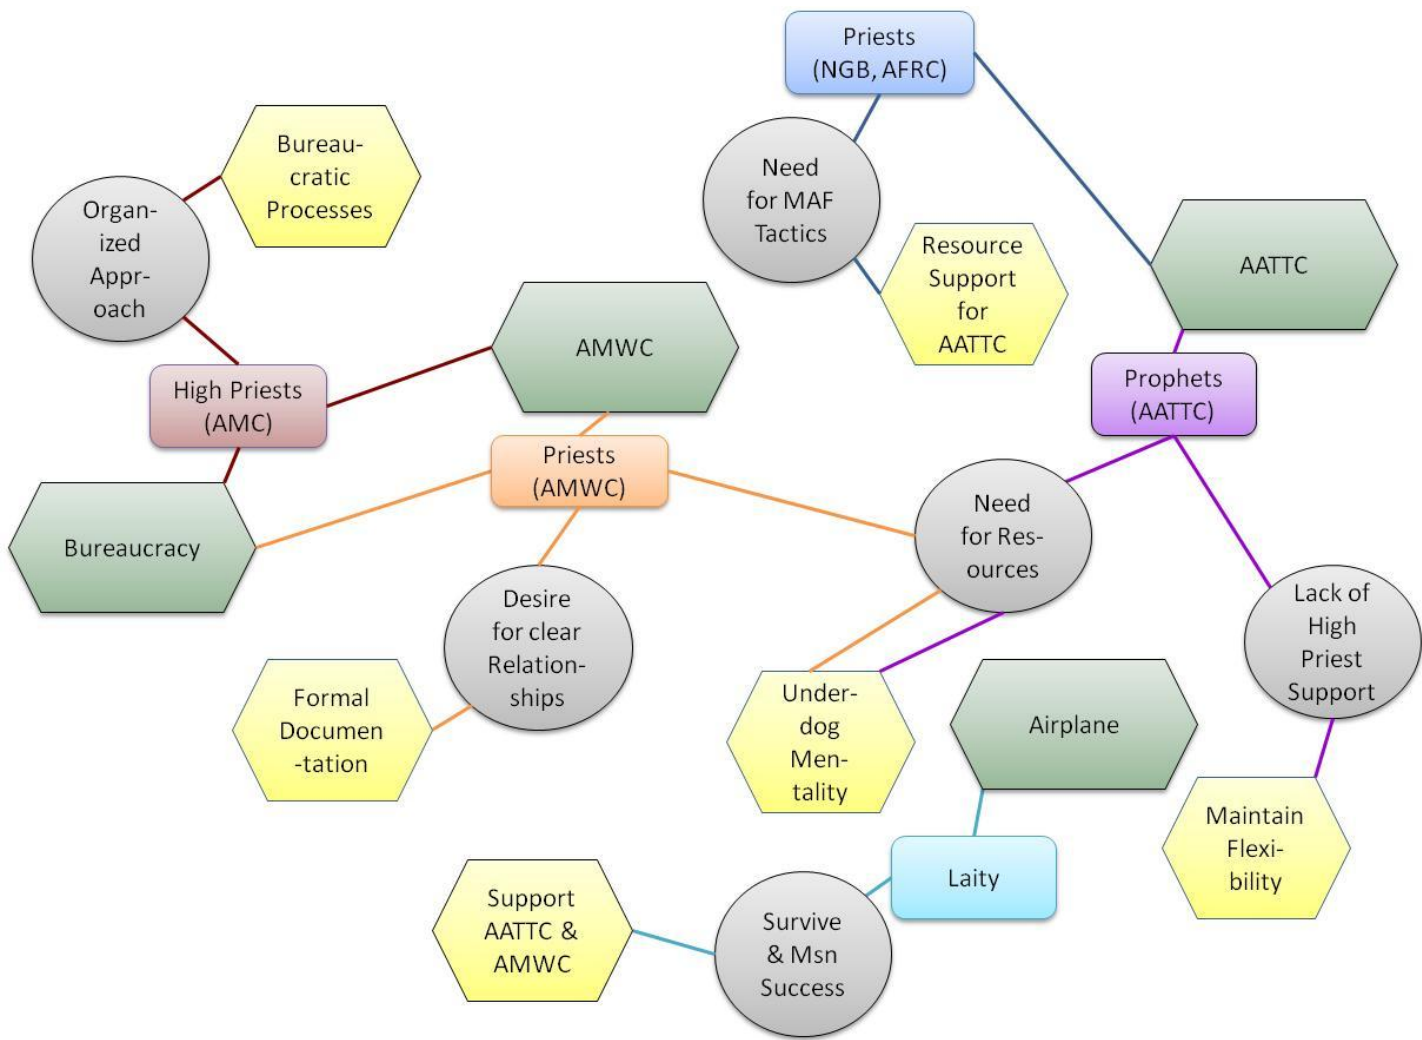 Priests
(NGB, AFRC)
Bureau-
cratic
Processes
Need
for MAF
Tactics
Organ-
ized
Appr-
oach
Resource
Support
for
AATTC
AATTC
AMWC
High Priests
(AMC)
Prophets
(AATTC)
Priests
(AMWC)
Need
for Res-
ources
Bureaucracy
Desire
for clear
Relation-
ships
Lack of
High
Priest
Support
Formal
Documen
-tation
Under-
dog
Men-
tality
Airplane
Maintain
Flexi-
bility
Laity
Support
AATTC &
AMWC
Survive
& Msn
Success